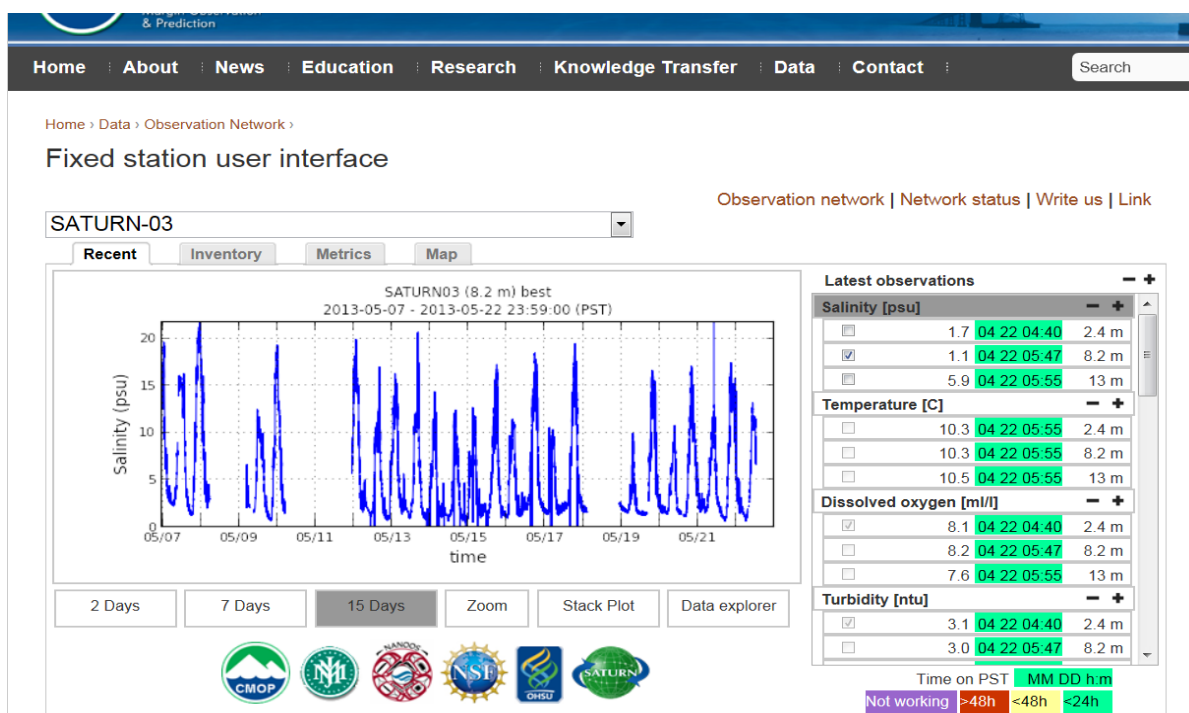 & Prediction
Home About News Education Research Knowledge Transfer Data Contact Search
Home › Data › Observation Network ›
Fixed station user interface
Observation network | Network status | Write us | Link
SATURN-03
Recent Inventory Metrics Map
SATURN03 (8.2 m) best
2013-05-07 - 2013-05-22 23:59:00 (PST)
Salinity (psu)
20
15
10
5
0
05/07 05/09 05/11 05/13 05/15 05/17 05/19 05/21
time
2 Days 7 Days 15 Days Zoom Stack Plot Data explorer
CMOP NANOOS NSF OHSU SATURN
Latest observations − +
Salinity [psu] − +
1.7 04 22 04:40 2.4 m
1.1 04 22 05:47 8.2 m
5.9 04 22 05:55 13 m
Temperature [C] − +
10.3 04 22 05:55 2.4 m
10.3 04 22 05:55 8.2 m
10.5 04 22 05:55 13 m
Dissolved oxygen [ml/l] − +
8.1 04 22 04:40 2.4 m
8.2 04 22 05:47 8.2 m
7.6 04 22 05:55 13 m
Turbidity [ntu] − +
3.1 04 22 04:40 2.4 m
3.0 04 22 05:47 8.2 m
Time on PST MM DD h:m
Not working >48h <48h <24h